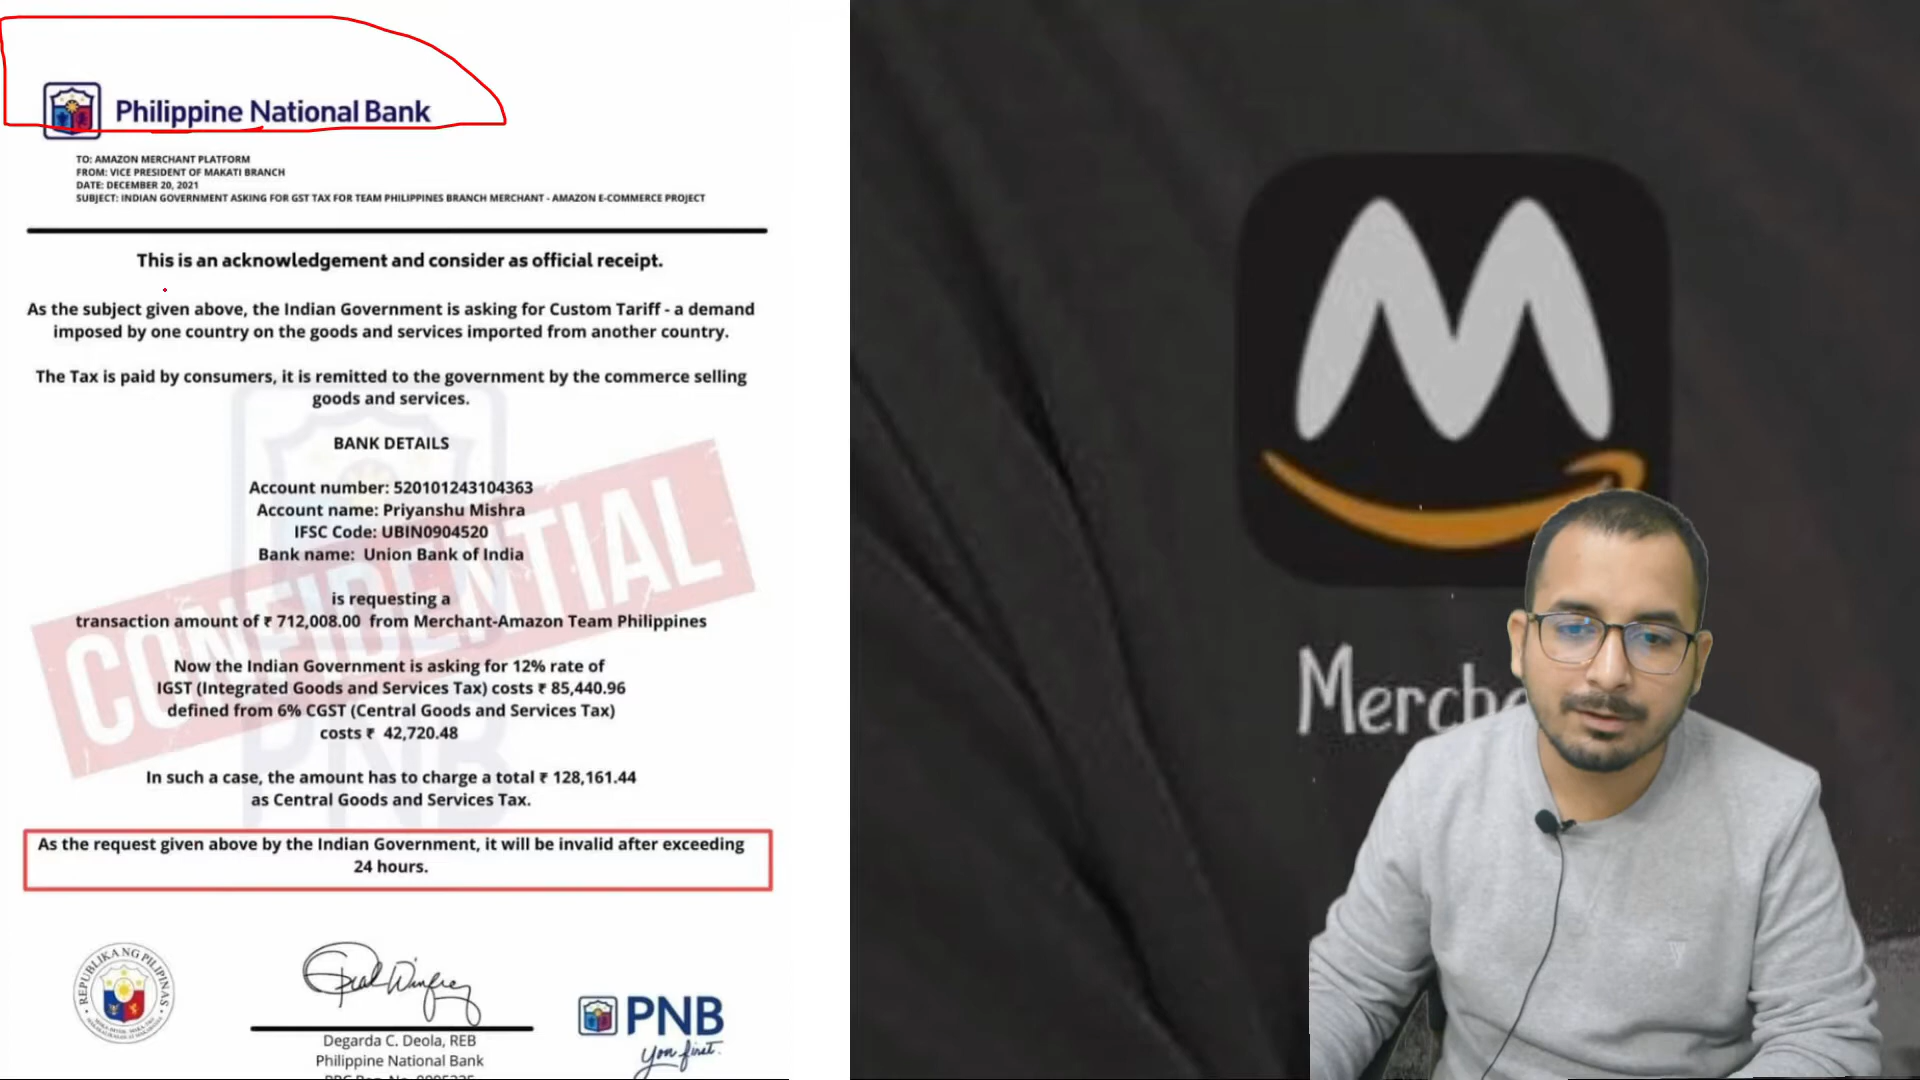 Philippine National Bank
TO: AMAZON MERCHANT PLATFORM
FROM: VICE PRESIDENT OF MAKATI BRANCH
DATE: DECEMBER 20, 2021
SUBJECT: INDIAN GOVERNMENT ASKING FOR GST TAX FOR TEAM PHILIPPINES BRANCH MERCHANT - AMAZON E-COMMERCE PROJECT
This is an acknowledgement and consider as official receipt.
As the subject given above, the Indian Government is asking for Custom Tariff - a demand
imposed by one country on the goods and services imported from another country.
The Tax is paid by consumers, it is remitted to the government by the commerce selling
goods and services.
BANK DETAILS
Account number: 520101243104363
Account name: Priyanshu Mishra
IFSC Code: UBIN0904520
Bank name: Union Bank of India
is requesting a
transaction amount of ₹ 712,008.00 from Merchant-Amazon Team Philippines
Now the Indian Government is asking for 12% rate of
IGST (Integrated Goods and Services Tax) costs ₹ 85,440.96
defined from 6% CGST (Central Goods and Services Tax)
costs ₹ 42,720.48
In such a case, the amount has to charge a total ₹ 128,161.44
as Central Goods and Services Tax.
As the request given above by the Indian Government, it will be invalid after exceeding
24 hours.
CONFIDENTIAL
PNB
REPUBLIKA NG PILIPINAS
Degarda C. Deola, REB
Philippine National Bank
PNB
you first.
M
Merch